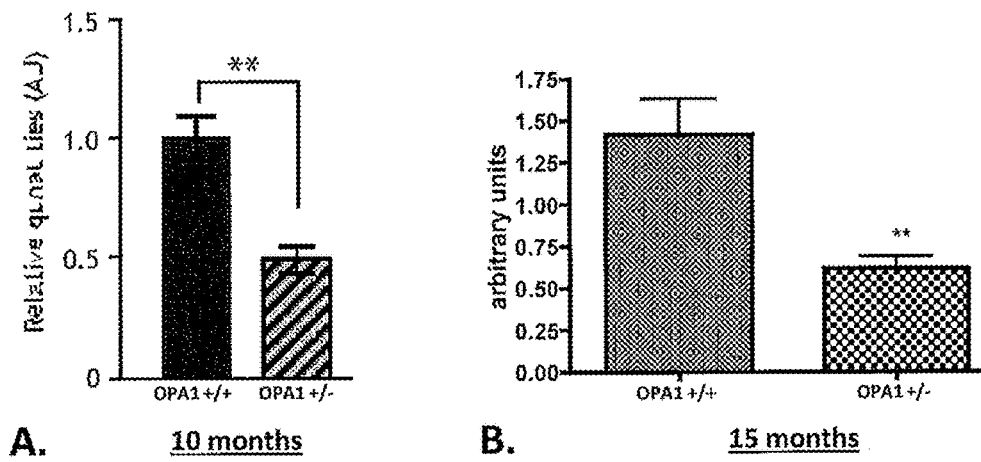 1.5
1.0
0.5
0
Relative (AU)
**
OPA1 +/+ OPA1 +/-
A. 10 months
1.75
1.50
1.25
1.00
0.75
0.50
0.25
0.00
arbitrary units
**
OPA1 +/+ OPA1 +/-
B. 15 months